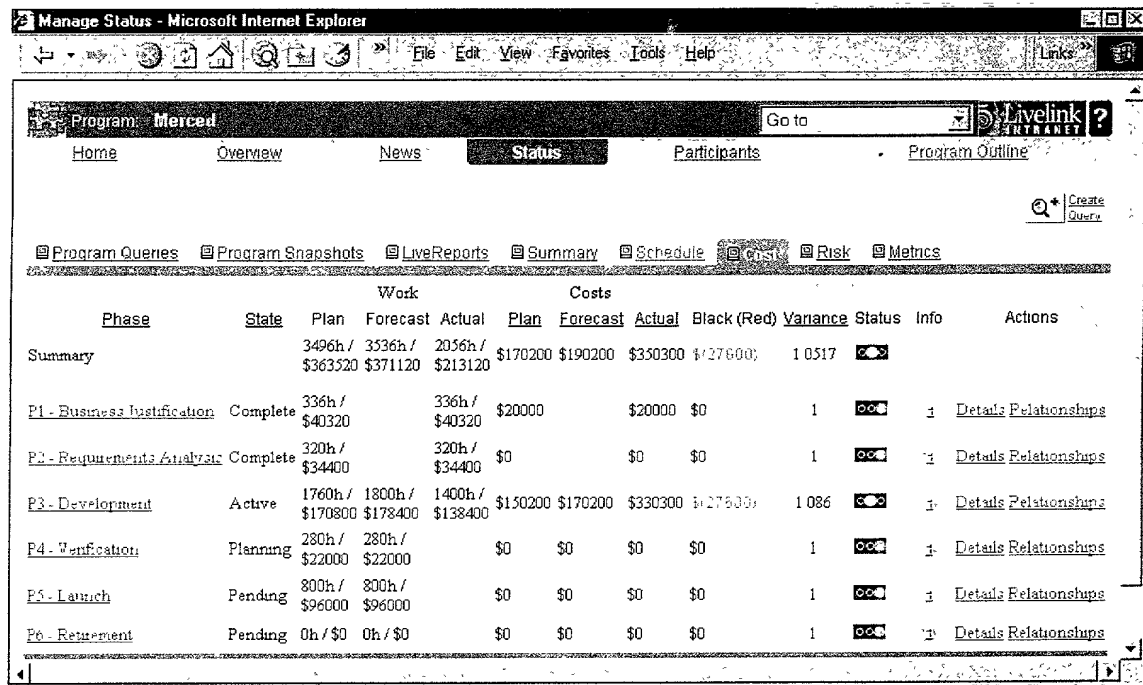 Manage Status - Microsoft Internet Explorer
» File Edit View Favorites Tools Help Links »
Program: Merced Go to Livelink INTRANET ?
Home Overview News Status Participants Program Outline
Create Query
Program Queries Program Snapshots LiveReports Summary Schedule Cost Risk Metrics
Work Costs
Phase State Plan Forecast Actual Plan Forecast Actual Black (Red) Variance Status Info Actions
Summary 3496h / $363520 3536h / $371120 2056h / $213120 $170200 $190200 $350300 $(27600) 1 0517
P1 - Business Justification Complete 336h / $40320 336h / $40320 $20000 $20000 $0 1 Details Relationships
P2 - Requirements Analysis Complete 320h / $34400 320h / $34400 $0 $0 $0 1 Details Relationships
P3 - Development Active 1760h / $170800 1800h / $178400 1400h / $138400 $150200 $170200 $330300 $(27600) 1 086 Details Relationships
P4 - Verification Planning 280h / $22000 280h / $22000 $0 $0 $0 $0 1 Details Relationships
P5 - Launch Pending 800h / $96000 800h / $96000 $0 $0 $0 $0 1 Details Relationships
P6 - Retirement Pending 0h / $0 0h / $0 $0 $0 $0 $0 1 Details Relationships